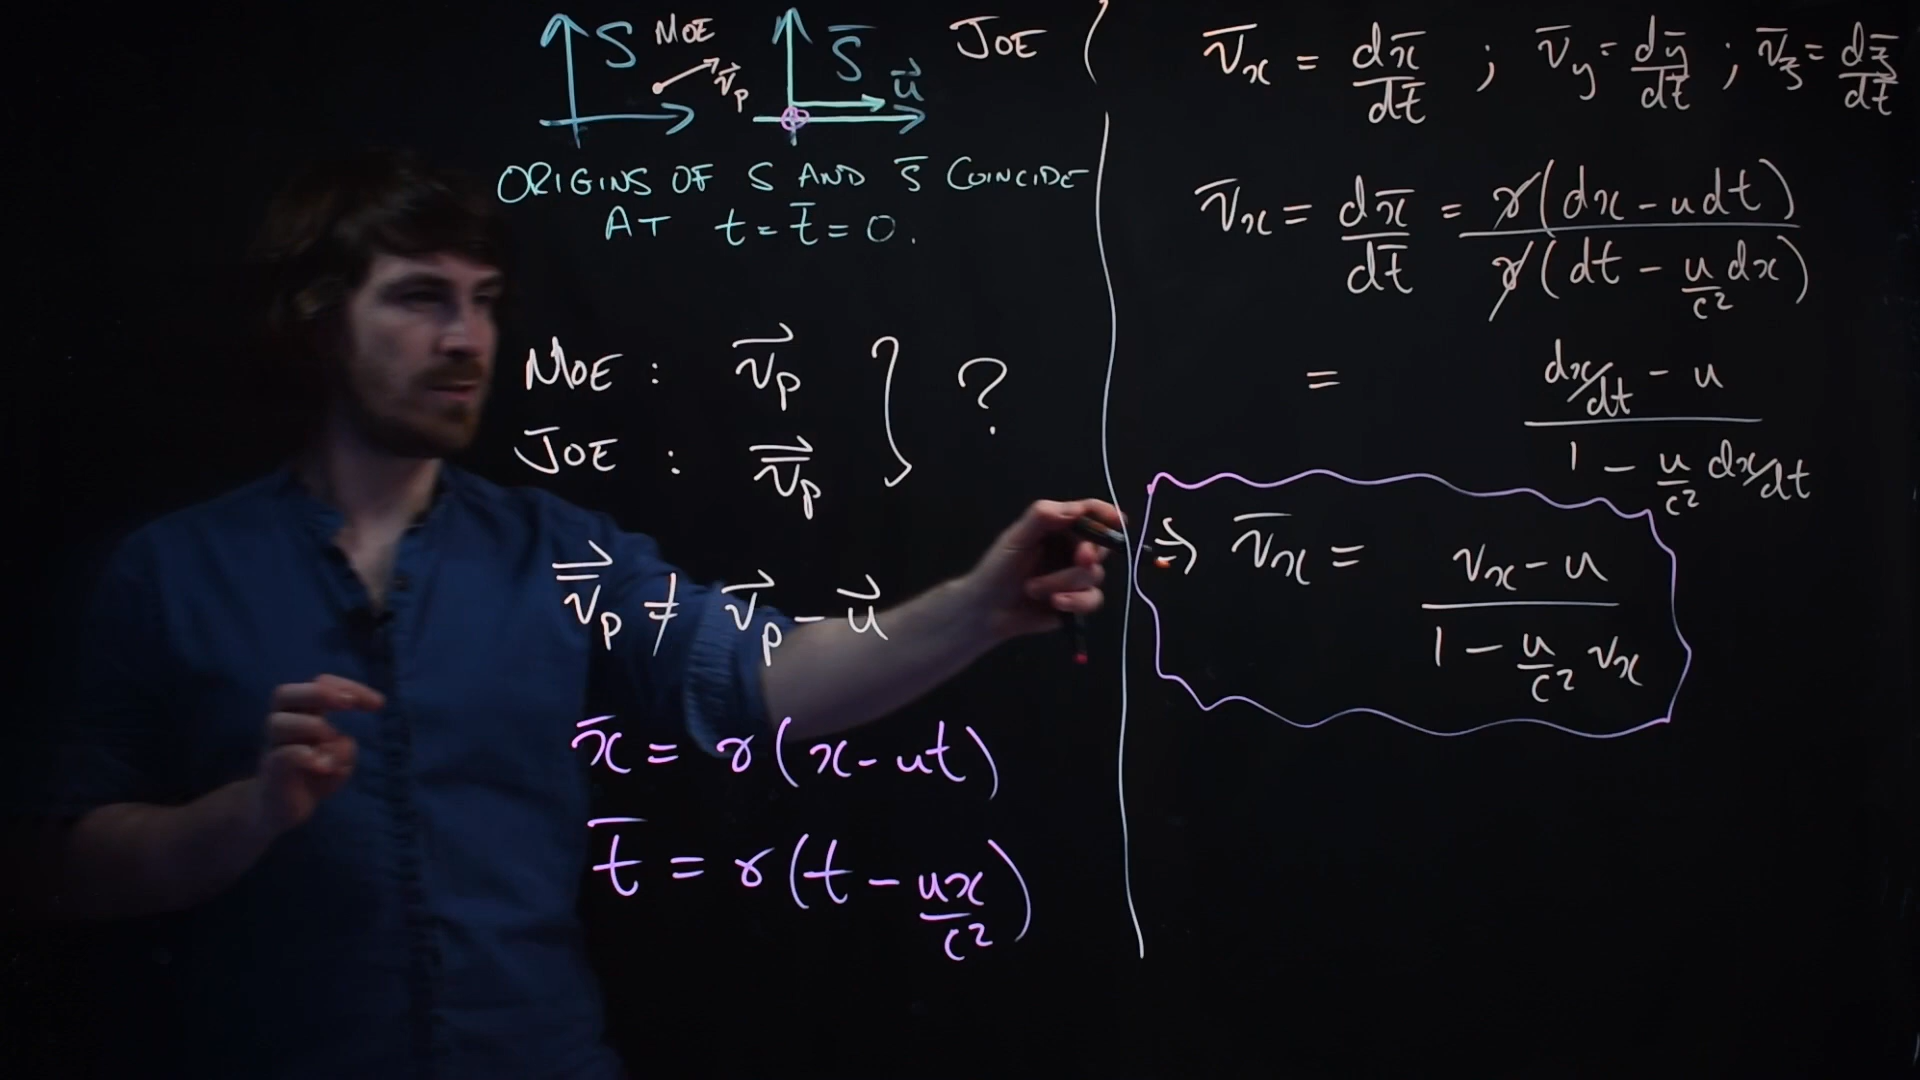 S MOE v⃗p S̄ u⃗ JOE
ORIGINS OF S AND S̄ COINCIDE
AT t = t̄ = 0.
MOE : v⃗p } ?
JOE : v̄⃗p
v̄⃗p ≠ v⃗p − u⃗
x̄ = γ(x − ut)
t̄ = γ(t − ux/c²)
v̄x = dx̄/dt̄ ; v̄y = dȳ/dt̄ ; v̄z = dz̄/dt̄
v̄x = dx̄/dt̄ = γ(dx − udt) / γ(dt − u/c² dx)
= (dx/dt − u) / (1 − u/c² dx/dt)
⇒ v̄x = (vx − u) / (1 − u/c² vx)